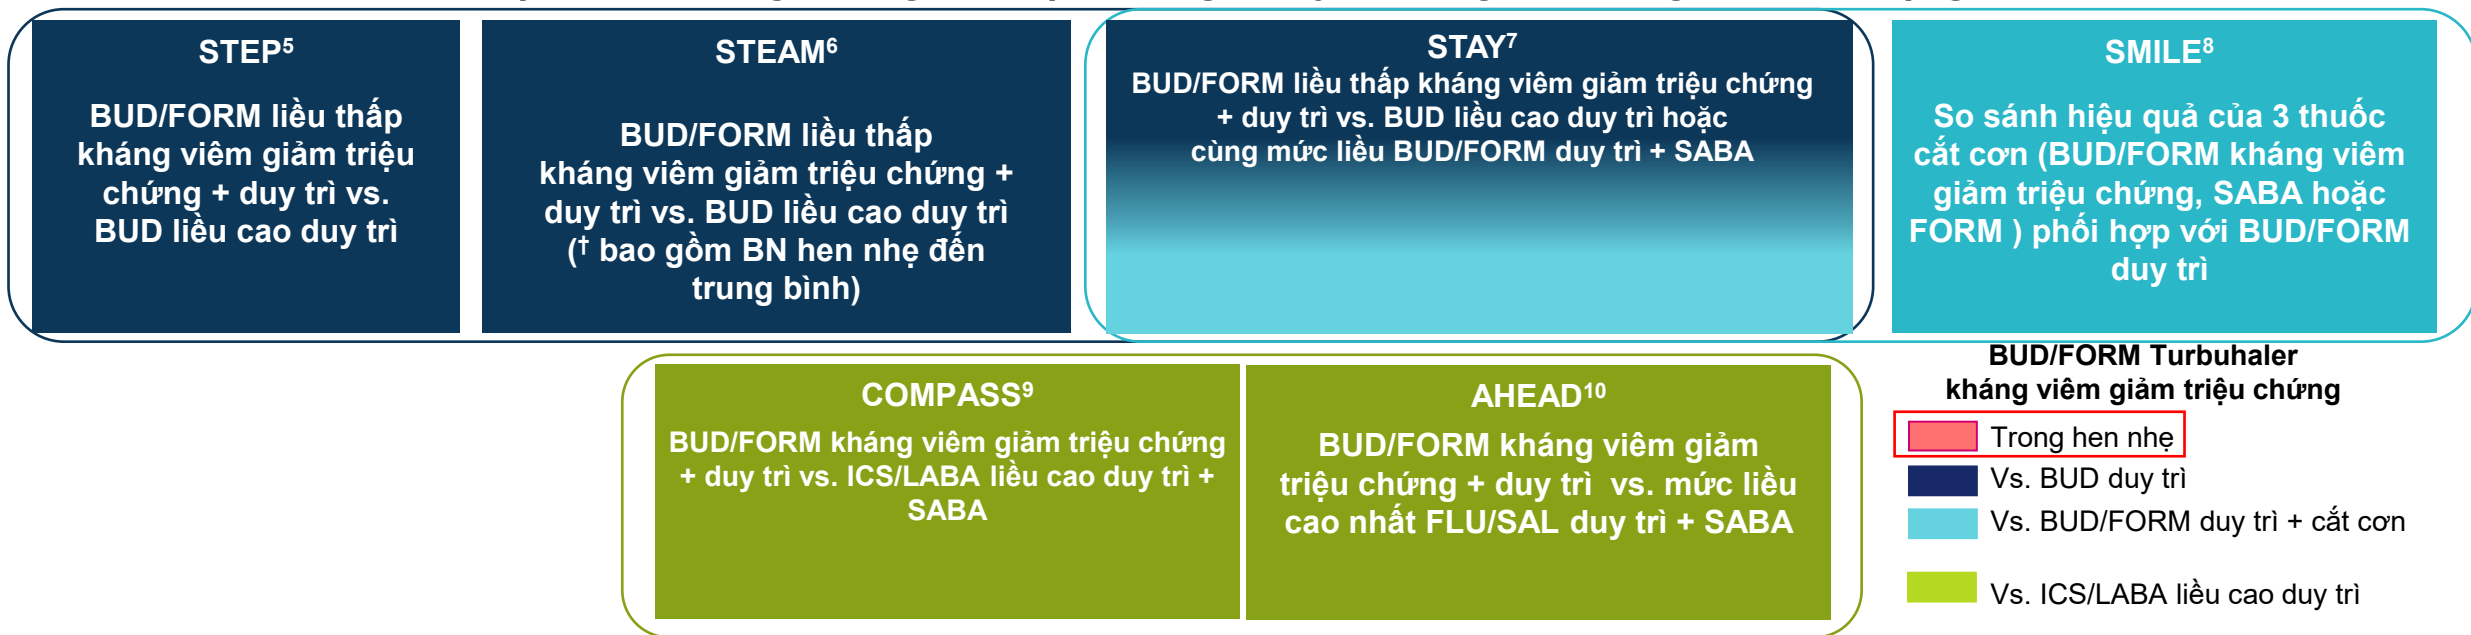 STEP⁵
BUD/FORM liều thấp
kháng viêm giảm triệu
chứng + duy trì vs.
BUD liều cao duy trì
STEAM⁶
BUD/FORM liều thấp
kháng viêm giảm triệu chứng +
duy trì vs. BUD liều cao duy trì
(† bao gồm BN hen nhẹ đến
trung bình)
STAY⁷
BUD/FORM liều thấp kháng viêm giảm triệu chứng
+ duy trì vs. BUD liều cao duy trì hoặc
cùng mức liều BUD/FORM duy trì + SABA
SMILE⁸
So sánh hiệu quả của 3 thuốc
cắt cơn (BUD/FORM kháng viêm
giảm triệu chứng, SABA hoặc
FORM ) phối hợp với BUD/FORM
duy trì
COMPASS⁹
BUD/FORM kháng viêm giảm triệu chứng
+ duy trì vs. ICS/LABA liều cao duy trì +
SABA
AHEAD¹⁰
BUD/FORM kháng viêm giảm
triệu chứng + duy trì vs. mức liều
cao nhất FLU/SAL duy trì + SABA
BUD/FORM Turbuhaler
kháng viêm giảm triệu chứng
Trong hen nhẹ
Vs. BUD duy trì
Vs. BUD/FORM duy trì + cắt cơn
Vs. ICS/LABA liều cao duy trì